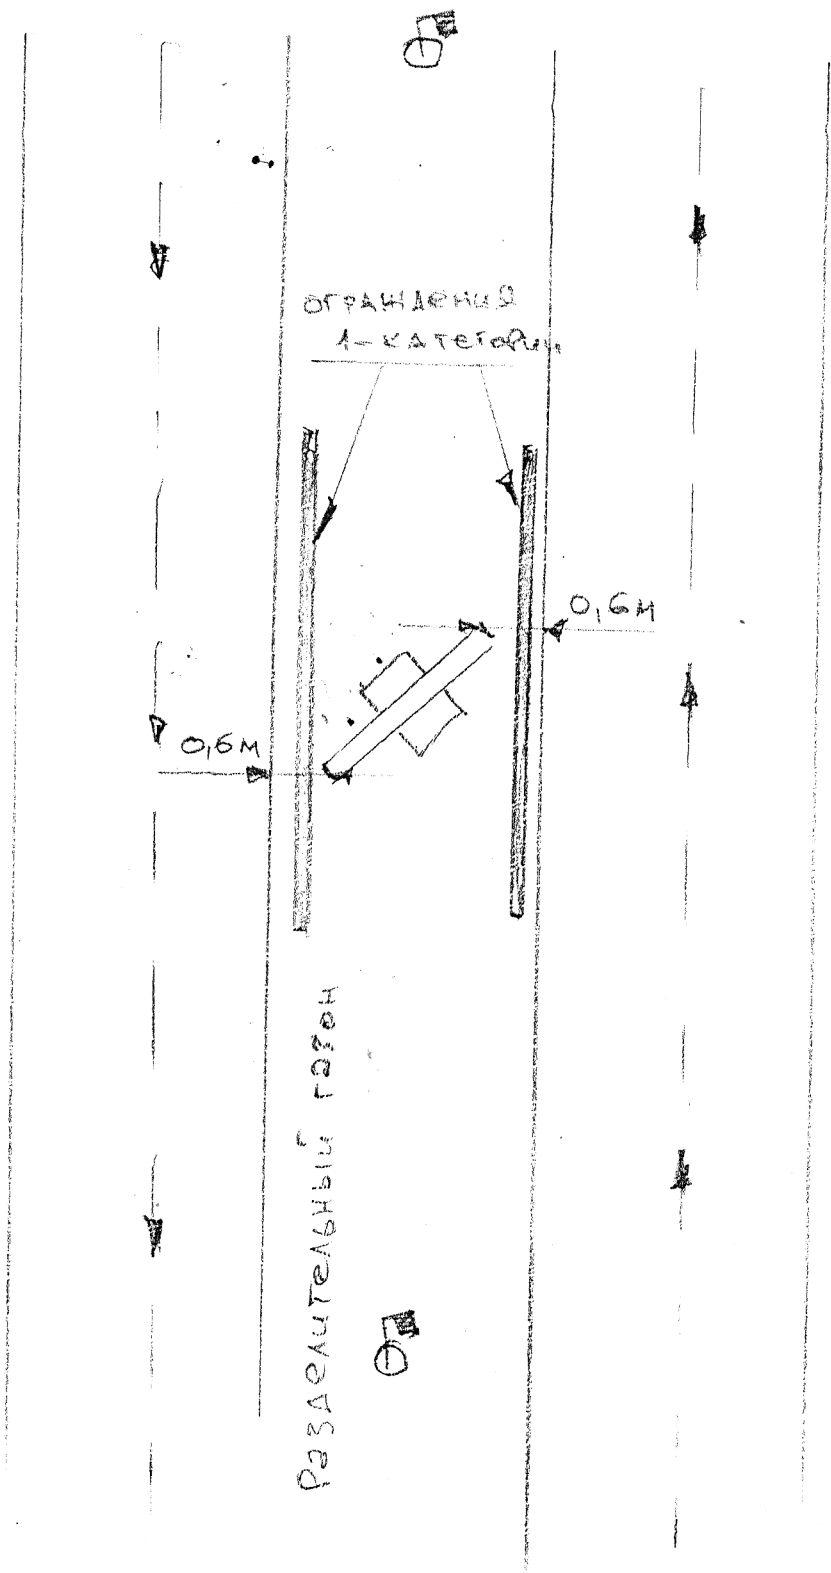 ограждения
1-категории
0,6м
0,6м
Разделительный газон